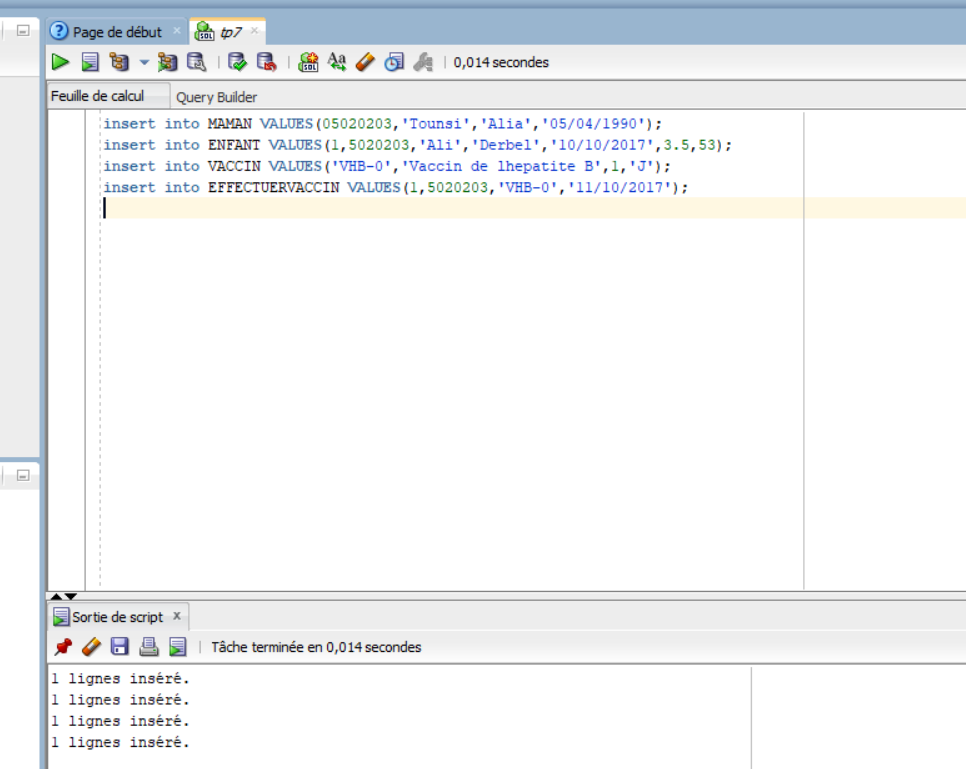 Page de début
tp7
0,014 secondes
Feuille de calcul
Query Builder
insert into MAMAN VALUES(05020203,'Tounsi','Alia','05/04/1990');
insert into ENFANT VALUES(1,5020203,'Ali','Derbel','10/10/2017',3.5,53);
insert into VACCIN VALUES('VHB-0','Vaccin de lhepatite B',1,'J');
insert into EFFECTUERVACCIN VALUES(1,5020203,'VHB-0','11/10/2017');
Sortie de script
Tâche terminée en 0,014 secondes
1 lignes inséré.
1 lignes inséré.
1 lignes inséré.
1 lignes inséré.